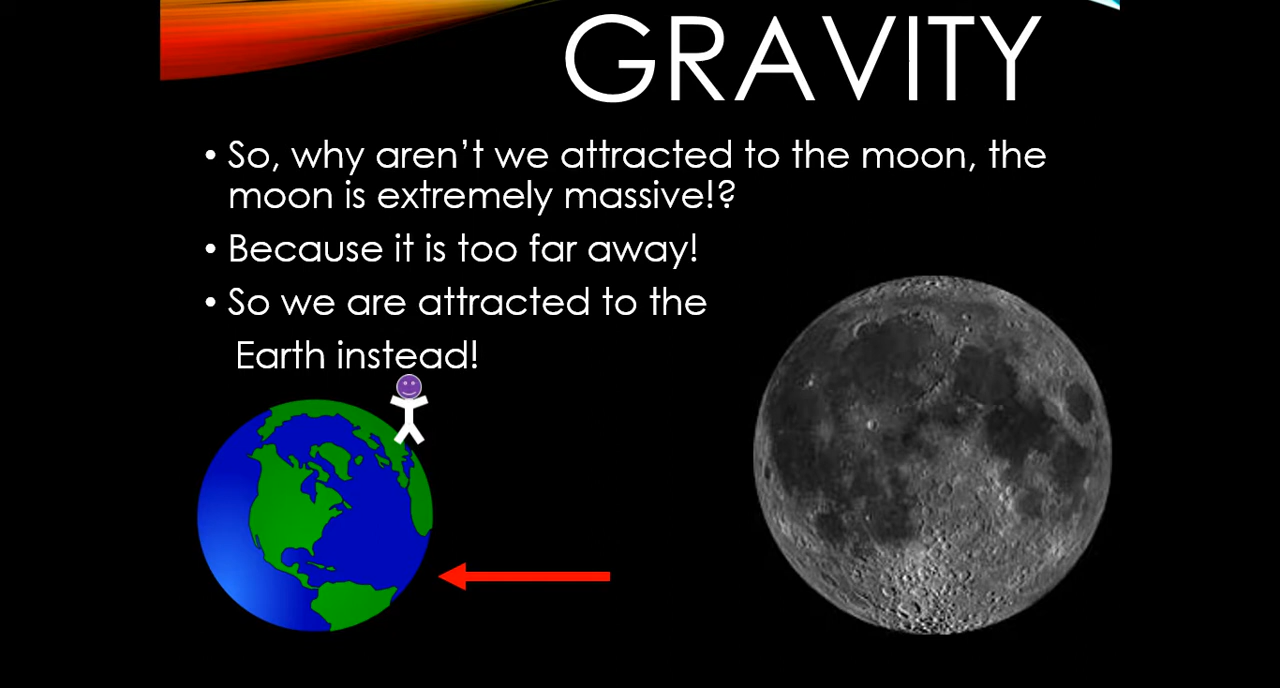 GRAVITY
• So, why aren’t we attracted to the moon, the
moon is extremely massive!?
• Because it is too far away!
• So we are attracted to the
Earth instead!